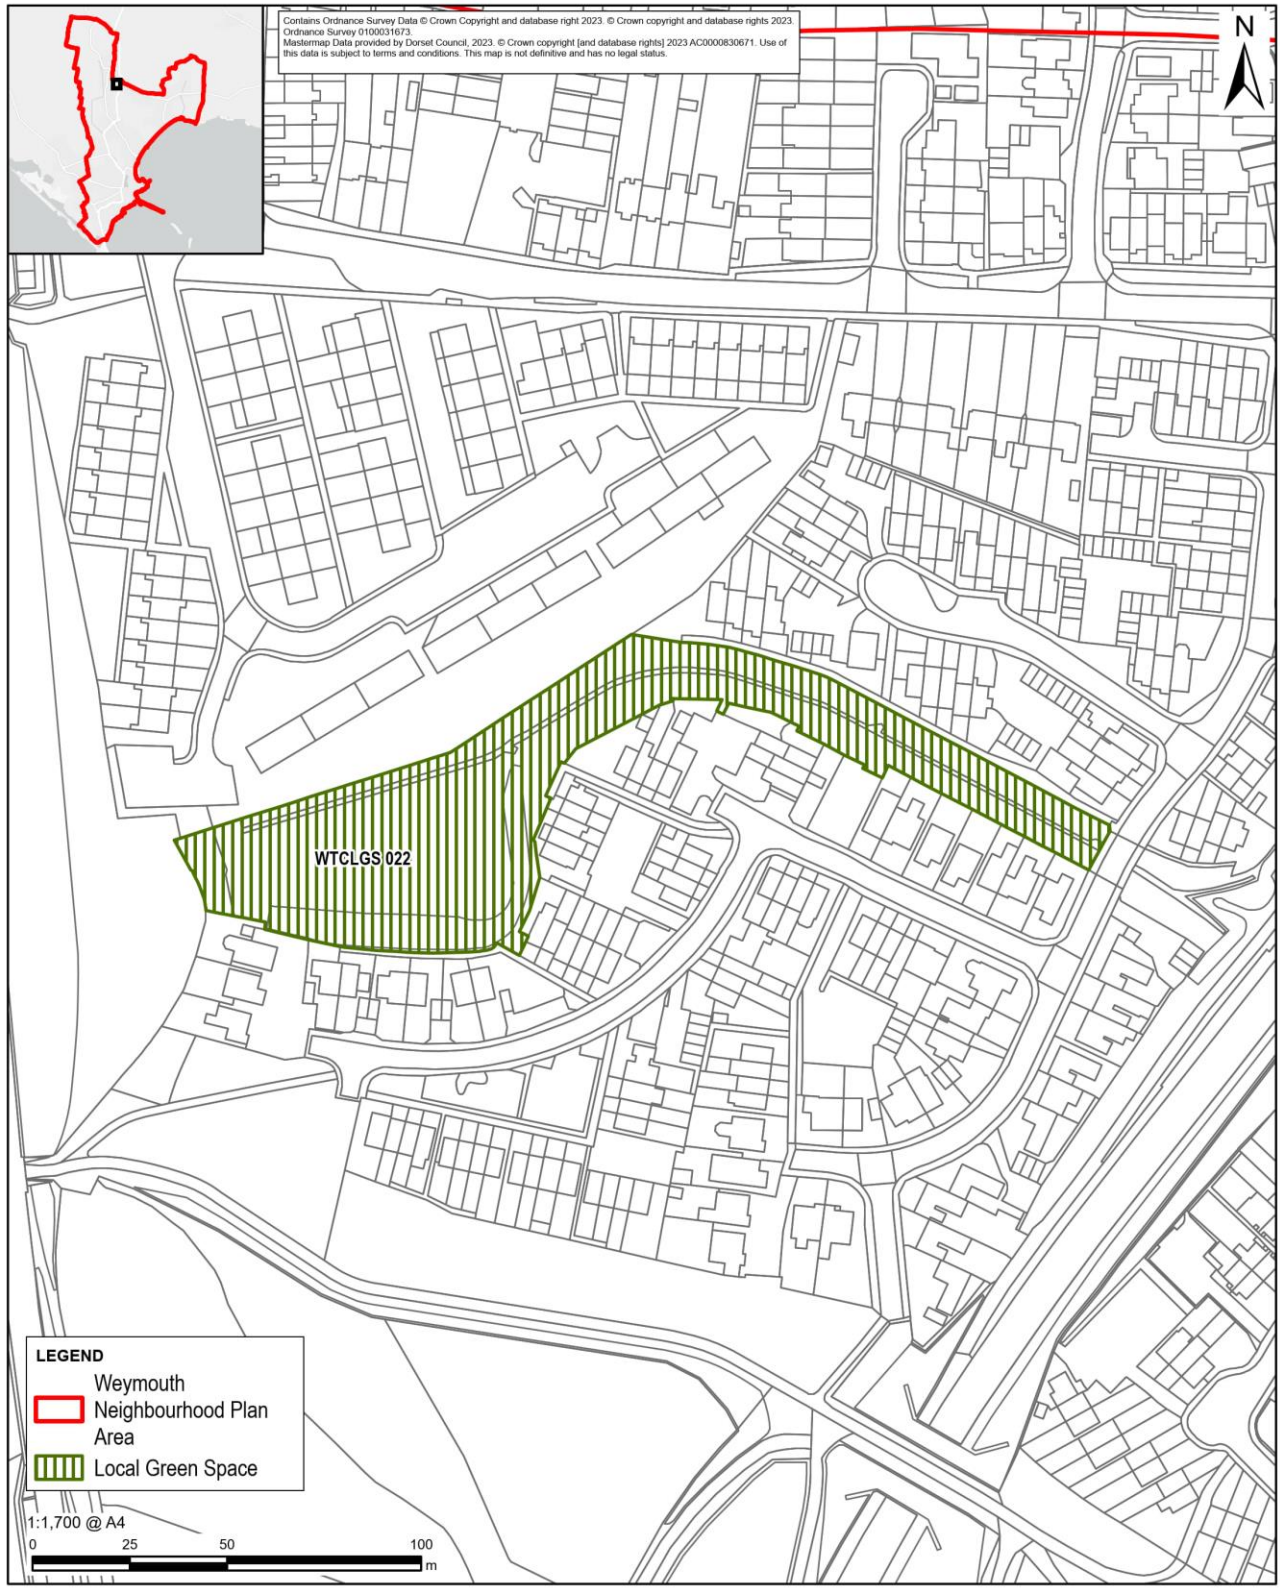 Contains Ordnance Survey Data © Crown Copyright and database right 2023. © Crown copyright and database rights 2023.
Ordnance Survey 0100031673.
Mastermap Data provided by Dorset Council, 2023. © Crown copyright [and database rights] 2023 AC0000830671. Use of
this data is subject to terms and conditions. This map is not definitive and has no legal status.
N
WTCLGS 022
LEGEND
Weymouth
Neighbourhood Plan
Area
Local Green Space
1:1,700 @ A4
0 25 50 100
m